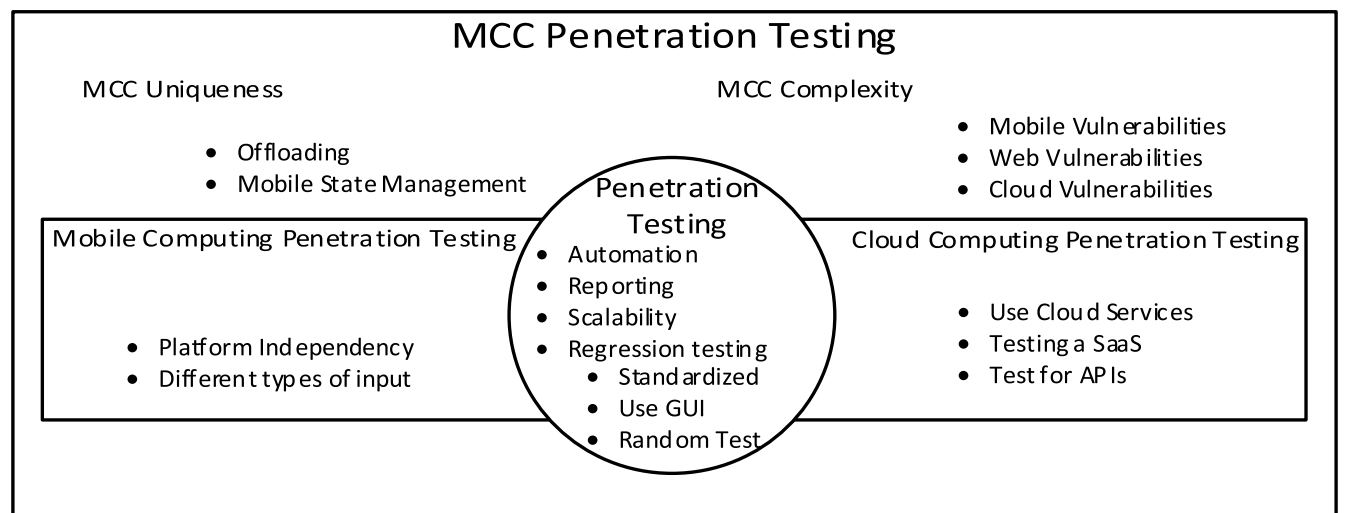 MCC Penetration Testing
MCC Uniqueness
• Offloading
• Mobile State Management
MCC Complexity
• Mobile Vulnerabilities
• Web Vulnerabilities
• Cloud Vulnerabilities
Mobile Computing Penetration Testing
• Platform Independency
• Different types of input
Penetration
Testing
• Automation
• Reporting
• Scalability
• Regression testing
• Standardized
• Use GUI
• Random Test
Cloud Computing Penetration Testing
• Use Cloud Services
• Testing a SaaS
• Test for APIs